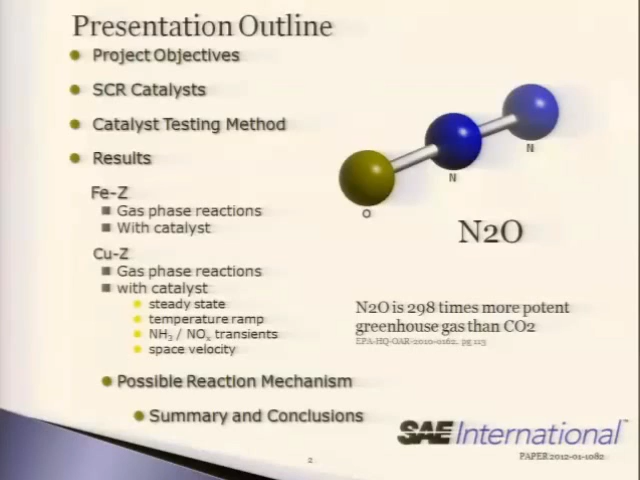 Presentation Outline
Project Objectives
SCR Catalysts
Catalyst Testing Method
Results
Fe-Z
Gas phase reactions
With catalyst
Cu-Z
Gas phase reactions
with catalyst
steady state
temperature ramp
NH3 / NOx transients
space velocity
Possible Reaction Mechanism
Summary and Conclusions
O
N
N
N2O
N2O is 298 times more potent
greenhouse gas than CO2
EPA-HQ-OAR-2010-0162, pg 113
SAE International™
PAPER 2012-01-1082
2